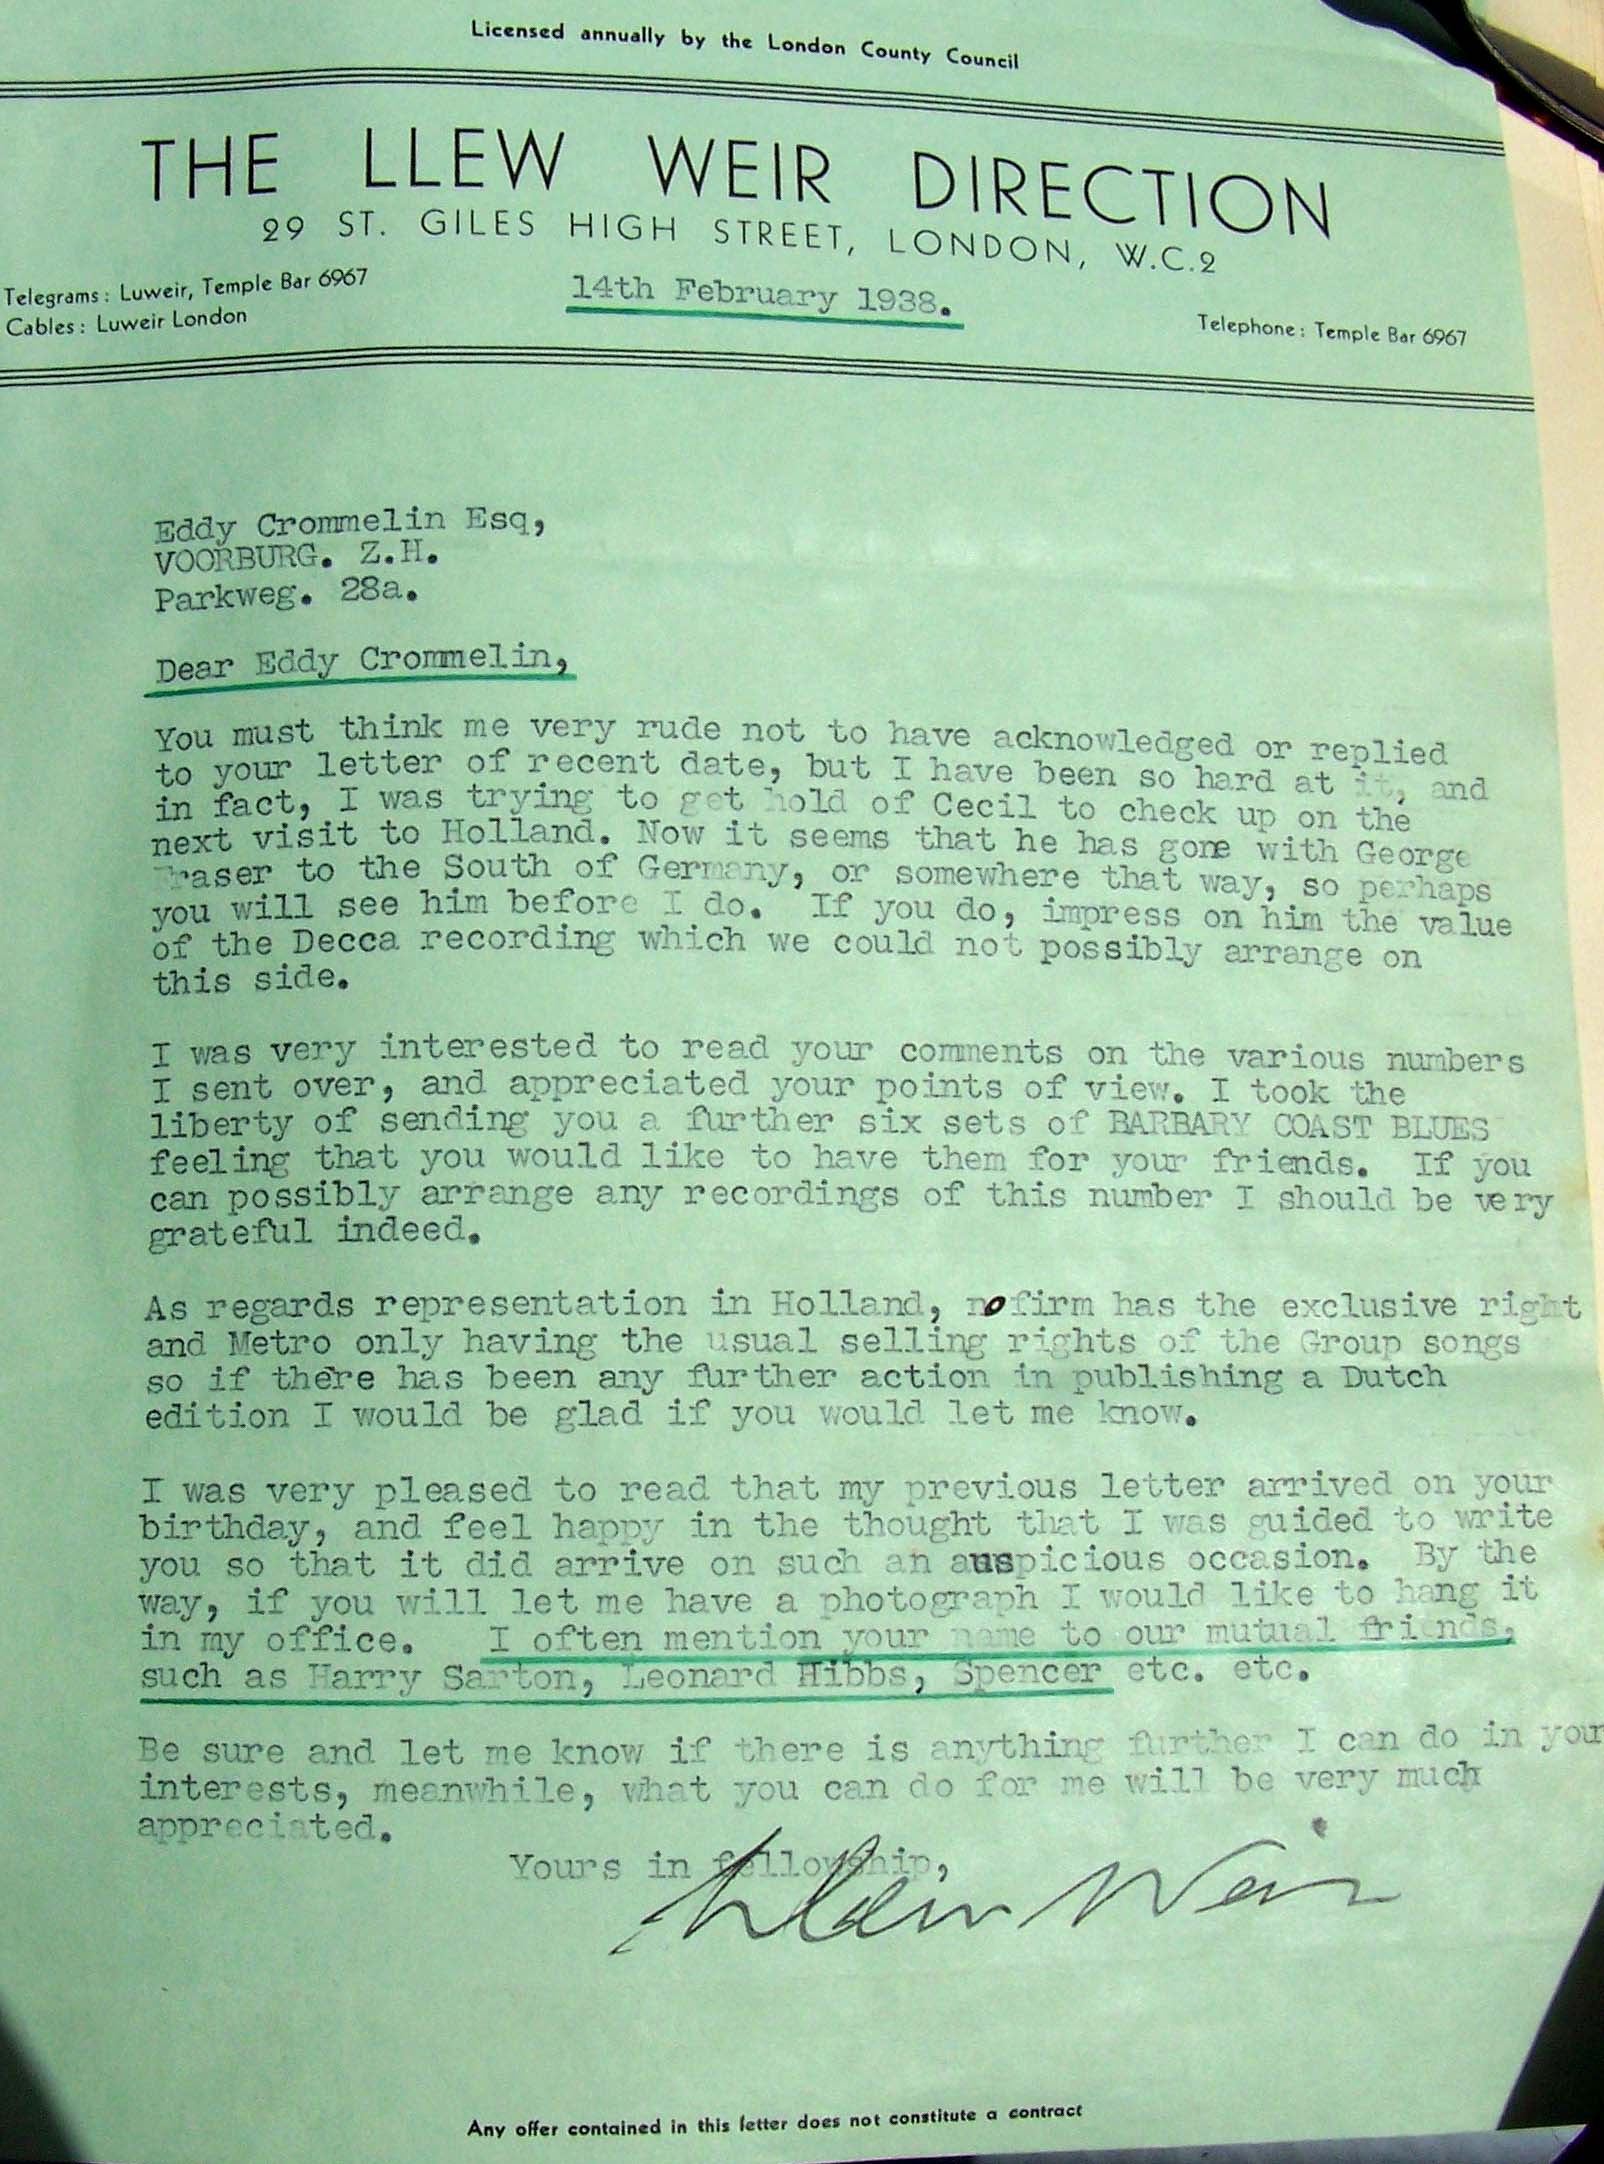 Licensed annually by the London County Council
THE LLEW WEIR DIRECTION
29 ST. GILES HIGH STREET, LONDON, W.C.2
Telegrams: Luweir, Temple Bar 6967
Cables: Luweir London
14th February 1938.
Telephone: Temple Bar 6967
Eddy Crommelin Esq,
VOORBURG. Z.H.
Parkweg. 28a.
Dear Eddy Crommelin,
You must think me very rude not to have acknowledged or replied
to your letter of recent date, but I have been so hard at it, and
in fact, I was trying to get hold of Cecil to check up on the
next visit to Holland. Now it seems that he has gone with George
Fraser to the South of Germany, or somewhere that way, so perhaps
you will see him before I do. If you do, impress on him the value
of the Decca recording which we could not possibly arrange on
this side.
I was very interested to read your comments on the various numbers
I sent over, and appreciated your points of view. I took the
liberty of sending you a further six sets of BARBARY COAST BLUES
feeling that you would like to have them for your friends. If you
can possibly arrange any recordings of this number I should be very
grateful indeed.
As regards representation in Holland, no firm has the exclusive right
and Metro only having the usual selling rights of the Group songs
so if there has been any further action in publishing a Dutch
edition I would be glad if you would let me know.
I was very pleased to read that my previous letter arrived on your
birthday, and feel happy in the thought that I was guided to write
you so that it did arrive on such an auspicious occasion. By the
way, if you will let me have a photograph I would like to hang it
in my office. I often mention your name to our mutual friends,
such as Harry Sarton, Leonard Hibbs, Spencer etc. etc.
Be sure and let me know if there is anything further I can do in your
interests, meanwhile, what you can do for me will be very much
appreciated.
Yours in fellowship,
Llew Weir
Any offer contained in this letter does not constitute a contract